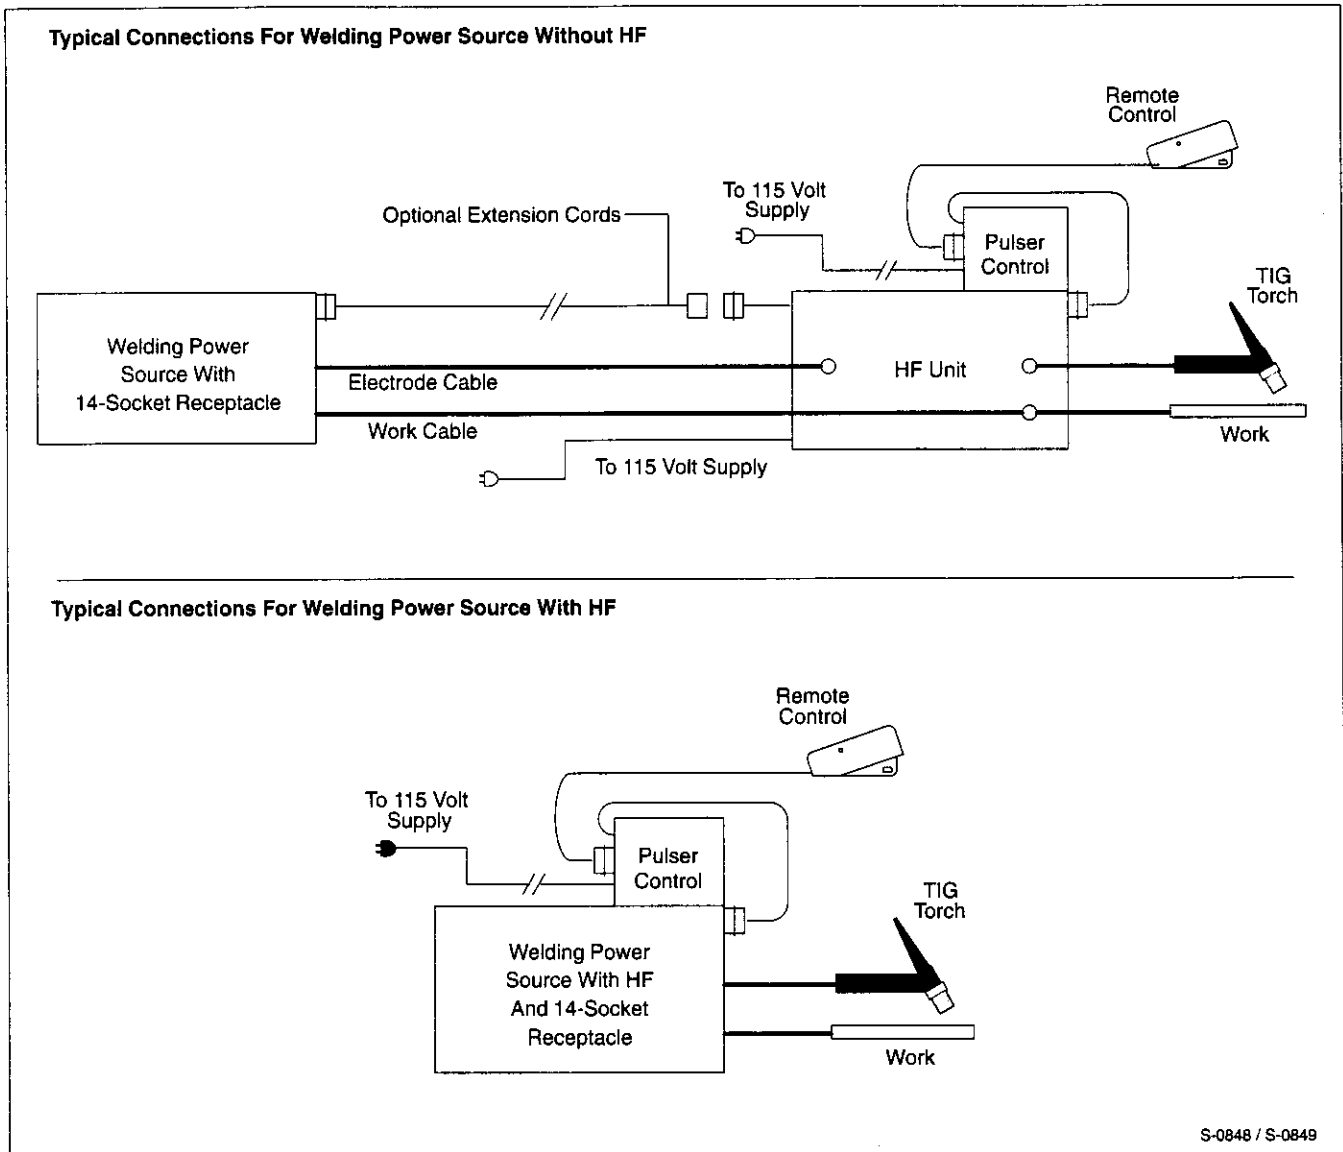 Typical Connections For Welding Power Source Without HF
Remote
Control
To 115 Volt
Supply
Optional Extension Cords
Pulser
Control
TIG
Torch
Welding Power
Source With
14-Socket Receptacle
HF Unit
Electrode Cable
Work Cable
Work
To 115 Volt Supply
Typical Connections For Welding Power Source With HF
Remote
Control
To 115 Volt
Supply
Pulser
Control
TIG
Torch
Welding Power
Source With HF
And 14-Socket
Receptacle
Work
S-0848 / S-0849